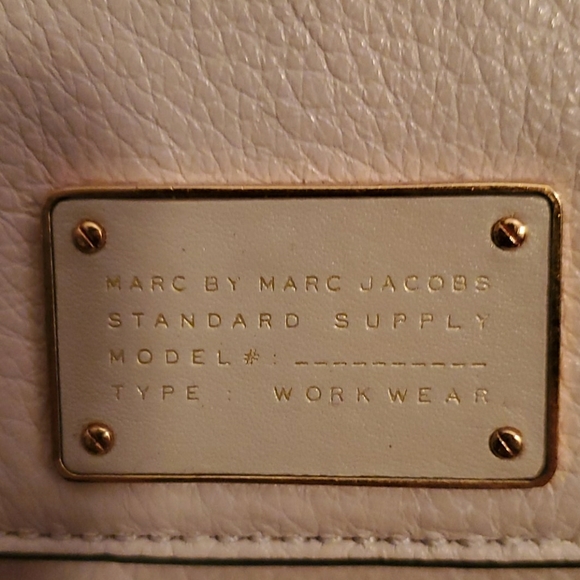 MARC BY MARC JACOBS
STANDARD SUPPLY
MODEL#: __________
TYPE : WORKWEAR